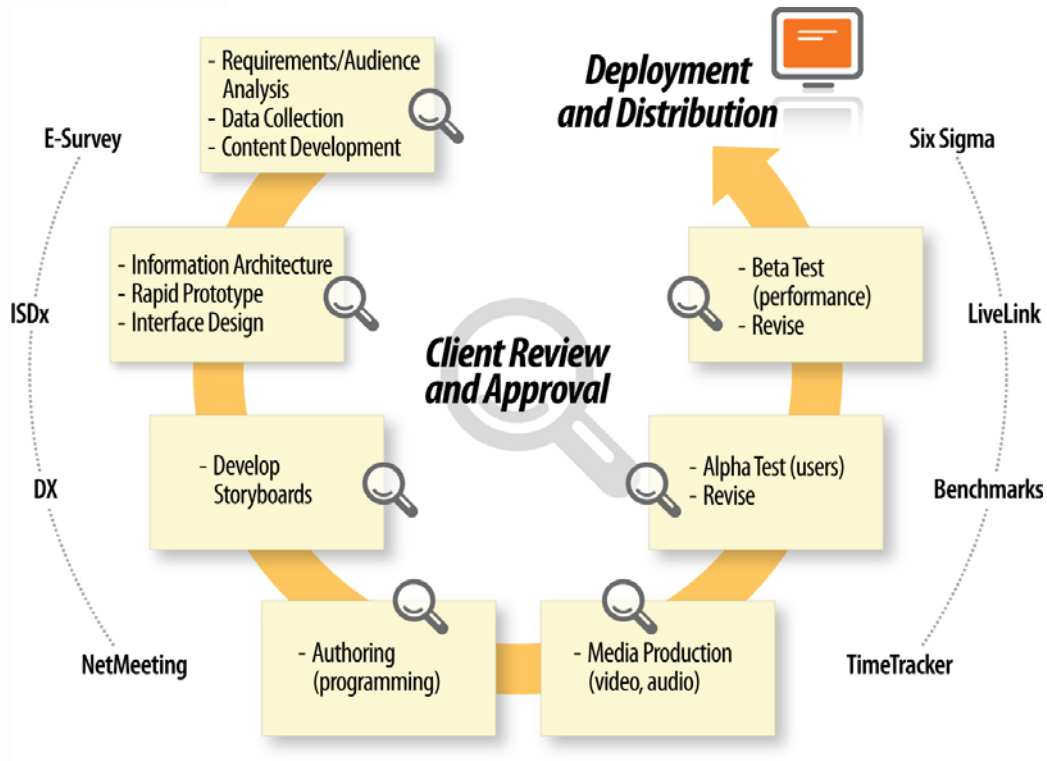 - Requirements/Audience
Analysis
- Data Collection
- Content Development
Deployment
and Distribution
E-Survey
Six Sigma
- Information Architecture
- Rapid Prototype
- Interface Design
- Beta Test
(performance)
- Revise
ISDx
LiveLink
Client Review
and Approval
- Develop
Storyboards
- Alpha Test (users)
- Revise
DX
Benchmarks
- Authoring
(programming)
- Media Production
(video, audio)
NetMeeting
TimeTracker